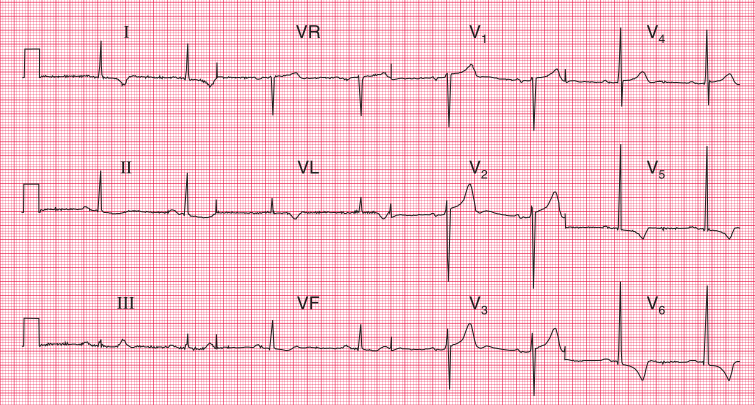 I VR V₁ V₄
II VL V₂ V₅
III VF V₃ V₆